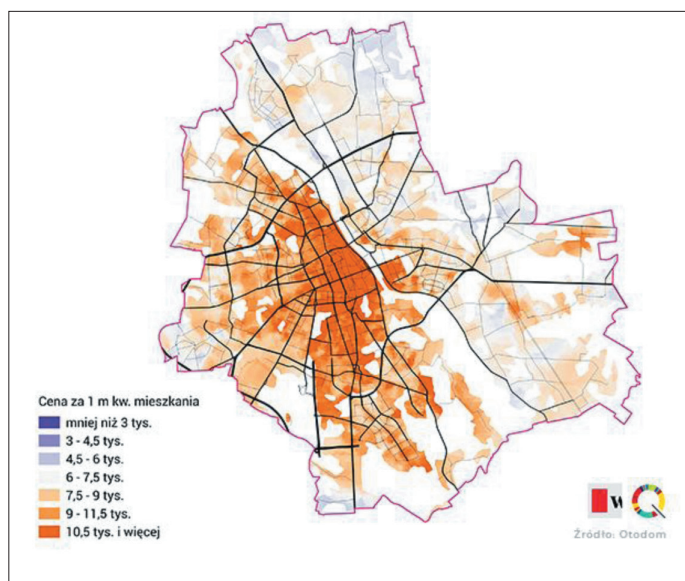 Cena za 1 m kw. mieszkania
mniej niż 3 tys.
3 - 4,5 tys.
4,5 - 6 tys.
6 - 7,5 tys.
7,5 - 9 tys.
9 - 11,5 tys.
10,5 tys. i więcej
w
Źródło: Otodom